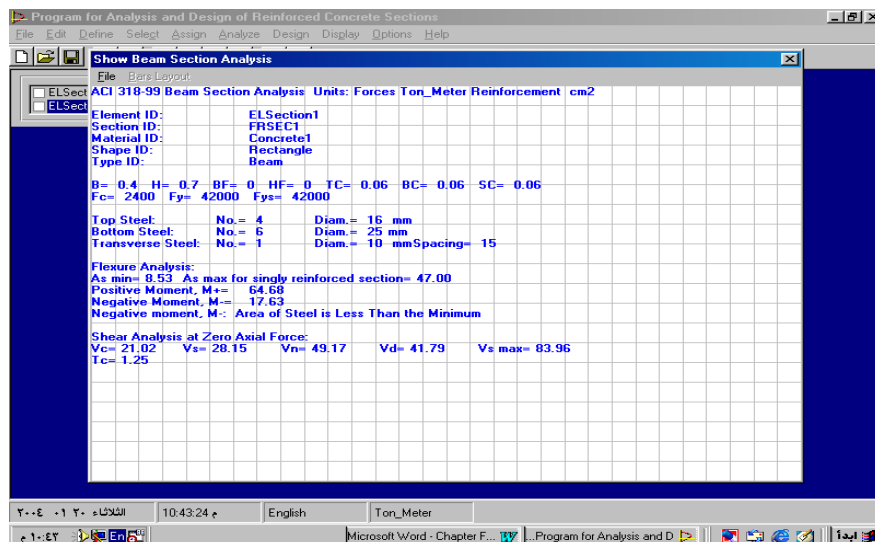 Program for Analysis and Design of Reinforced Concrete Sections
File Edit Define Select Assign Analyze Design Display Options Help
Show Beam Section Analysis
File Bars Layout
ELSect
ELSect
ACI 318-99 Beam Section Analysis Units: Forces Ton_Meter Reinforcement cm2
Element ID: ELSection1
Section ID: FRSEC1
Material ID: Concrete1
Shape ID: Rectangle
Type ID: Beam
B= 0.4 H= 0.7 BF= 0 HF= 0 TC= 0.06 BC= 0.06 SC= 0.06
Fc= 2400 Fy= 42000 Fys= 42000
Top Steel: No.= 4 Diam.= 16 mm
Bottom Steel: No.= 6 Diam.= 25 mm
Transverse Steel: No.= 1 Diam.= 10 mmSpacing= 15
Flexure Analysis:
As min= 8.53 As max for singly reinforced section= 47.00
Positive Moment, M+= 64.68
Negative Moment, M-= 17.63
Negative moment, M-: Area of Steel is Less Than the Minimum
Shear Analysis at Zero Axial Force:
Vc= 21.02 Vs= 28.15 Vn= 49.17 Vd= 41.79 Vs max= 83.96
Tc= 1.25
الثلاثاء ٢٠ ٠١ ٢٠٠٤ 10:43:24 م English Ton_Meter
١٠:٤٣ م En Microsoft Word - Chapter F... ...Program for Analysis and D ابدأ